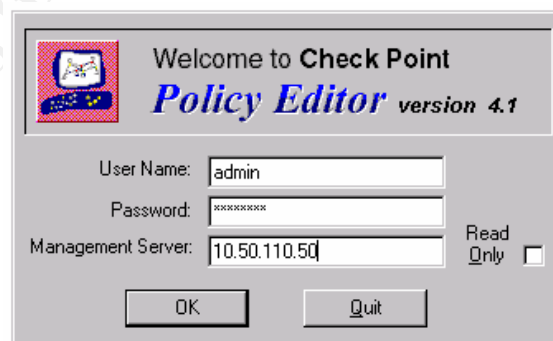 Welcome to Check Point
Policy Editor version 4.1
User Name: admin
Password: ********
Management Server: 10.50.110.50
Read Only
OK
Quit